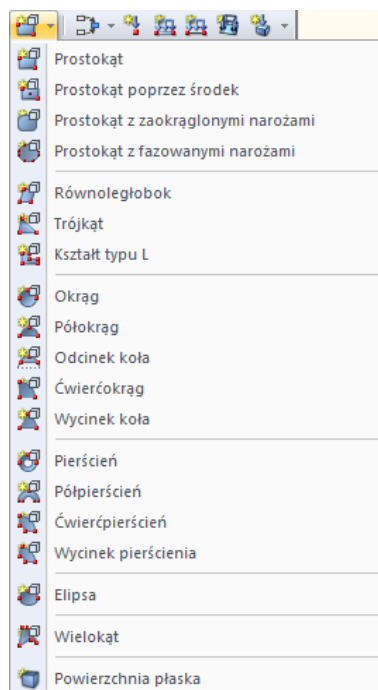 Prostokąt
Prostokąt poprzez środek
Prostokąt z zaokrąglonymi narożami
Prostokąt z fazowanymi narożami
Równoległobok
Trójkąt
Kształt typu L
Okrąg
Półokrąg
Odcinek koła
Ćwierćokrąg
Wycinek koła
Pierścień
Półpierścień
Ćwierćpierścień
Wycinek pierścienia
Elipsa
Wielokąt
Powierzchnia płaska